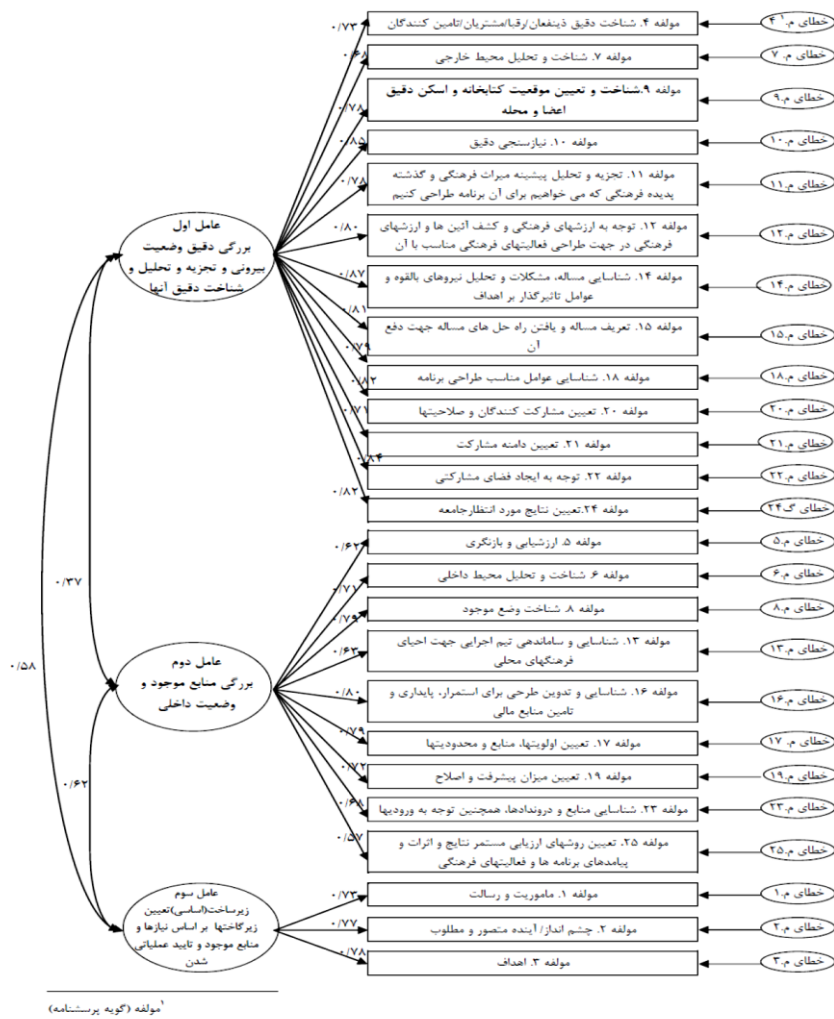 ۰/۷۳
مولفه ۴. شناخت دقیق ذینفعان/رقبا/مشتریان/تامین کنندگان
خطای م.۴¹
۰/۶۸
مولفه ۷. شناخت و تحلیل محیط خارجی
خطای م.۷
۰/۷۸
مولفه ۹.شناخت و تعیین موقعیت کتابخانه و اسکن دقیق
اعضا و محله
خطای م.۹
۰/۸۵
مولفه ۱۰. نیازسنجی دقیق
خطای م.۱۰
۰/۷۸
مولفه ۱۱. تجزیه و تحلیل پیشینه میراث فرهنگی و گذشته
پدیده فرهنگی که می خواهیم برای آن برنامه طراحی کنیم
خطای م.۱۱
۰/۸۰
مولفه ۱۲. توجه به ارزشهای فرهنگی و کشف آئین ها و ارزشهای
فرهنگی در جهت طراحی فعالیتهای فرهنگی مناسب با آن
خطای م.۱۲
۰/۸۷
مولفه ۱۴. شناسایی مساله، مشکلات و تحلیل نیروهای بالقوه و
عوامل تاثیرگذار بر اهداف
خطای م.۱۴
۰/۸۱
مولفه ۱۵. تعریف مساله و یافتن راه حل های مساله جهت دفع
آن
خطای م.۱۵
۰/۷۹
مولفه ۱۸. شناسایی عوامل مناسب طراحی برنامه
خطای م.۱۸
۰/۸۲
مولفه ۲۰. تعیین مشارکت کنندگان و صلاحیتها
خطای م.۲۰
۰/۷۱
مولفه ۲۱. تعیین دامنه مشارکت
خطای م.۲۱
۰/۸۴
مولفه ۲۲. توجه به ایجاد فضای مشارکتی
خطای م.۲۲
۰/۸۲
مولفه ۲۴.تعیین نتایج مورد انتظارجامعه
خطای گ۲۴
عامل اول
بررگی دقیق وضعیت
بیرونی و تجزیه و تحلیل و
شناخت دقیق آنها
۰/۶۲
مولفه ۵. ارزشیابی و بازنگری
خطای م.۵
۰/۷۱
مولفه ۶. شناخت و تحلیل محیط داخلی
خطای م.۶
۰/۷۹
مولفه ۸. شناخت وضع موجود
خطای م.۸
۰/۶۳
مولفه ۱۳. شناسایی و ساماندهی تیم اجرایی جهت احیای
فرهنگهای محلی
خطای م.۱۳
۰/۸۰
مولفه ۱۶. شناسایی و تدوین طرحی برای استمرار، پایداری و
تامین منابع مالی
خطای م.۱۶
۰/۷۹
مولفه ۱۷. تعیین اولویتها، منابع و محدودیتها
خطای م. ۱۷
۰/۷۲
مولفه ۱۹. تعیین میزان پیشرفت و اصلاح
خطای م.۱۹
۰/۶۸
مولفه ۲۳. شناسایی منابع و دروندادها، همچنین توجه به ورودیها
خطای م.۲۳
۰/۵۷
مولفه ۲۵. تعیین روشهای ارزیابی مستمر نتایج و اثرات و
پیامدهای برنامه ها و فعالیتهای فرهنگی
خطای م.۲۵
عامل دوم
بررگی منابع موجود و
وضعیت داخلی
۰/۳۷
۰/۵۸
۰/۶۲
۰/۷۳
مولفه ۱. ماموریت و رسالت
خطای م.۱
۰/۷۷
مولفه ۲. چشم انداز/ آینده متصور و مطلوب
خطای م.۲
۰/۷۸
مولفه ۳. اهداف
خطای م.۳
عامل سوم
زیرساخت(اساسی)تعیین
زیرگاختها بر اساس نیازها و
منابع موجود و تایید عملیاتی
شدن
¹مولفه (گویه پرسشنامه)